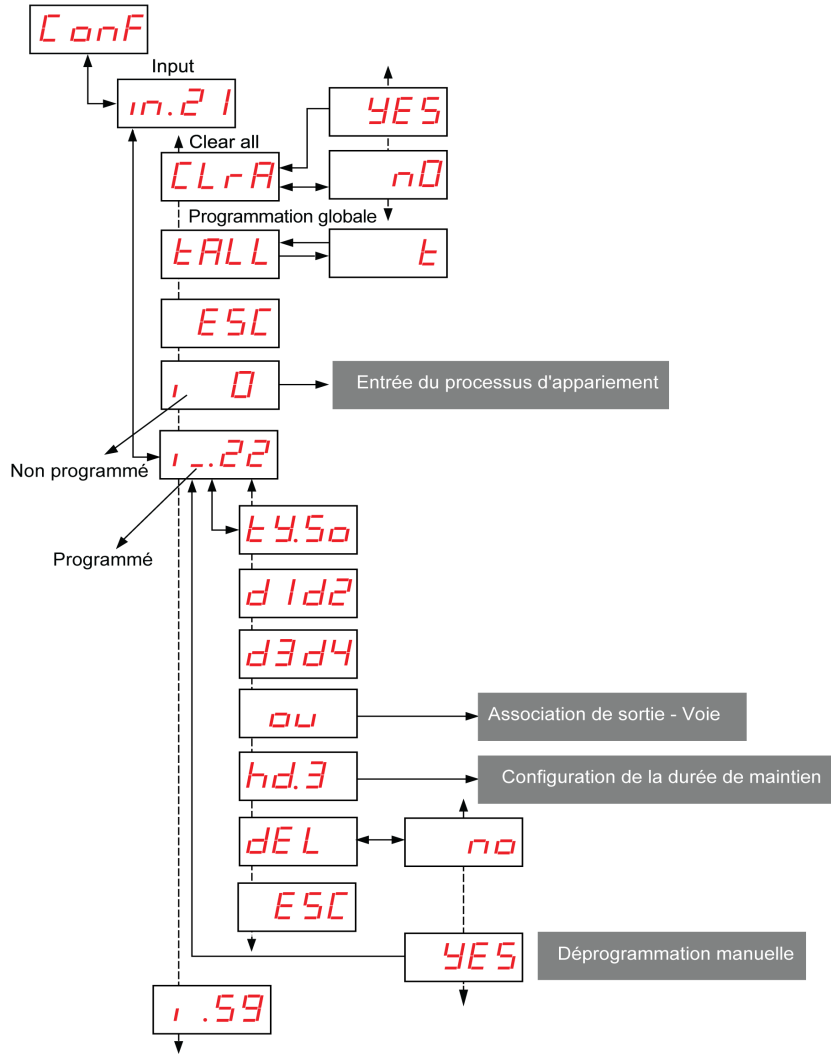 ConF
Input
in.21
YES
Clear all
CLrA
nO
Programmation globale
tALL
t
ESC
ı 0
Entrée du processus d'appariement
Non programmé
ı_.22
Programmé
tY.So
d1d2
d3d4
ou
Association de sortie - Voie
hd.3
Configuration de la durée de maintien
dEL
no
ESC
YES
Déprogrammation manuelle
ı .59